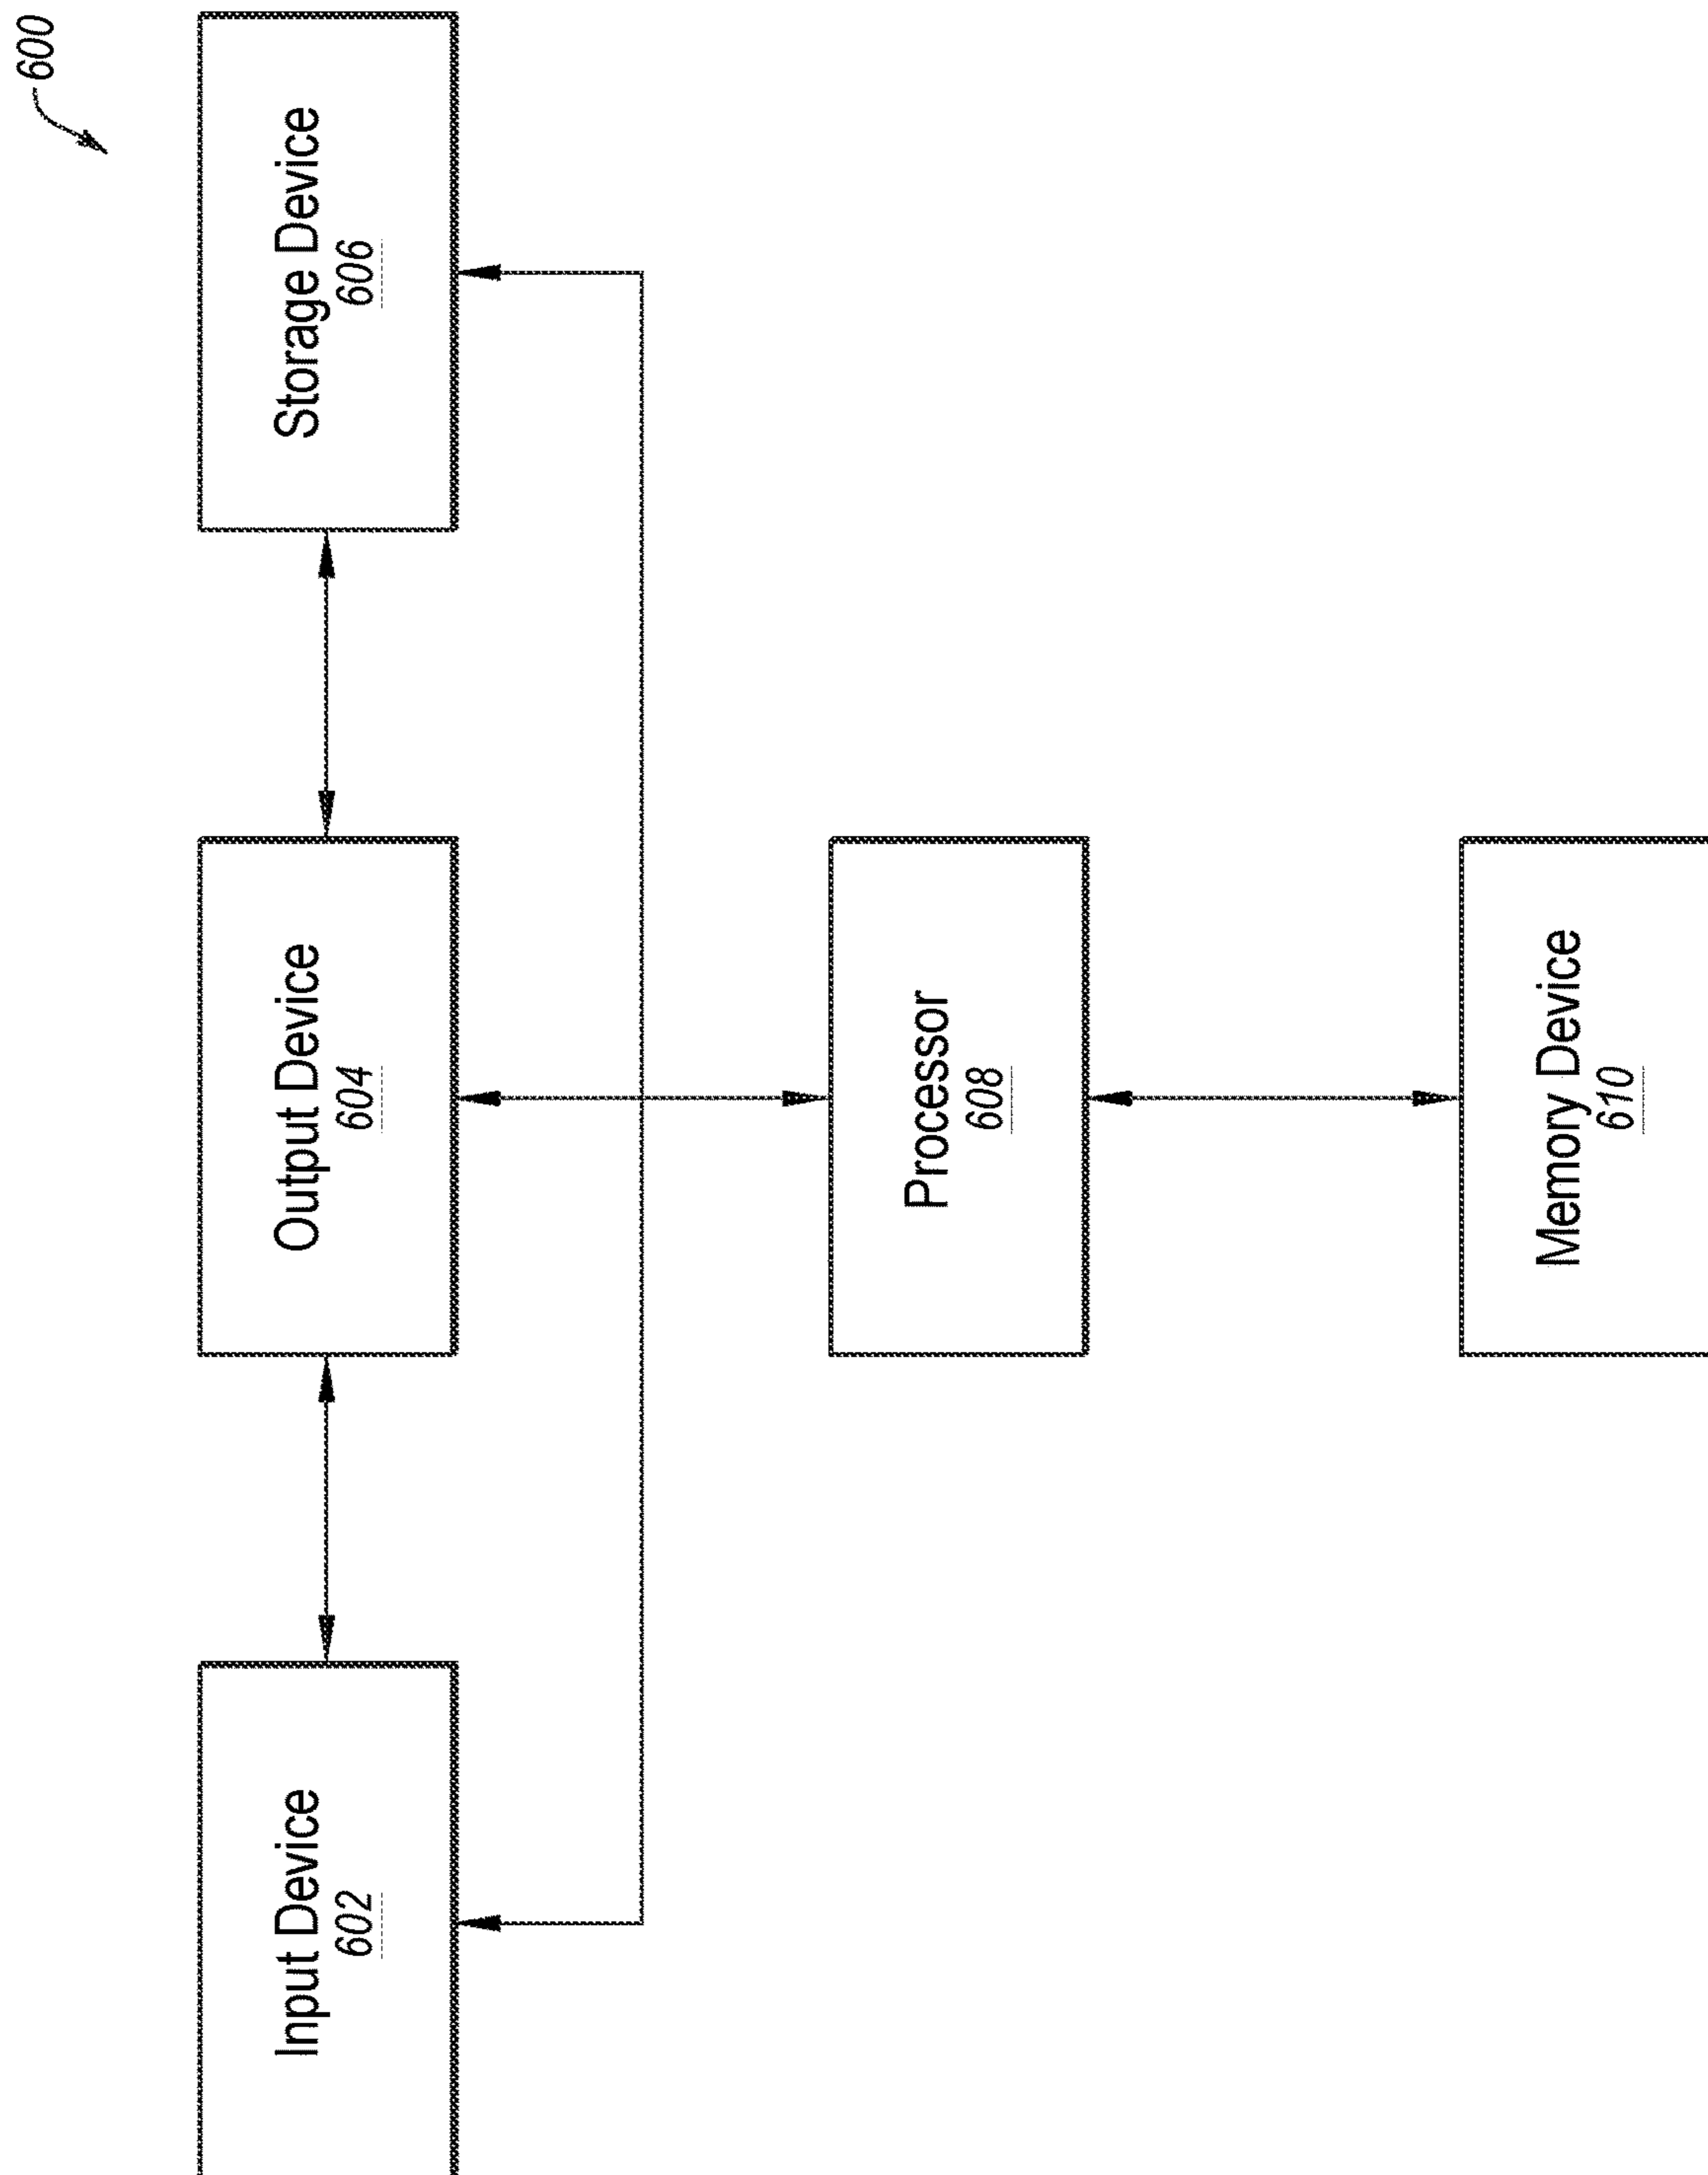 600
Input Device
602
Output Device
604
Storage Device
606
Processor
608
Memory Device
610